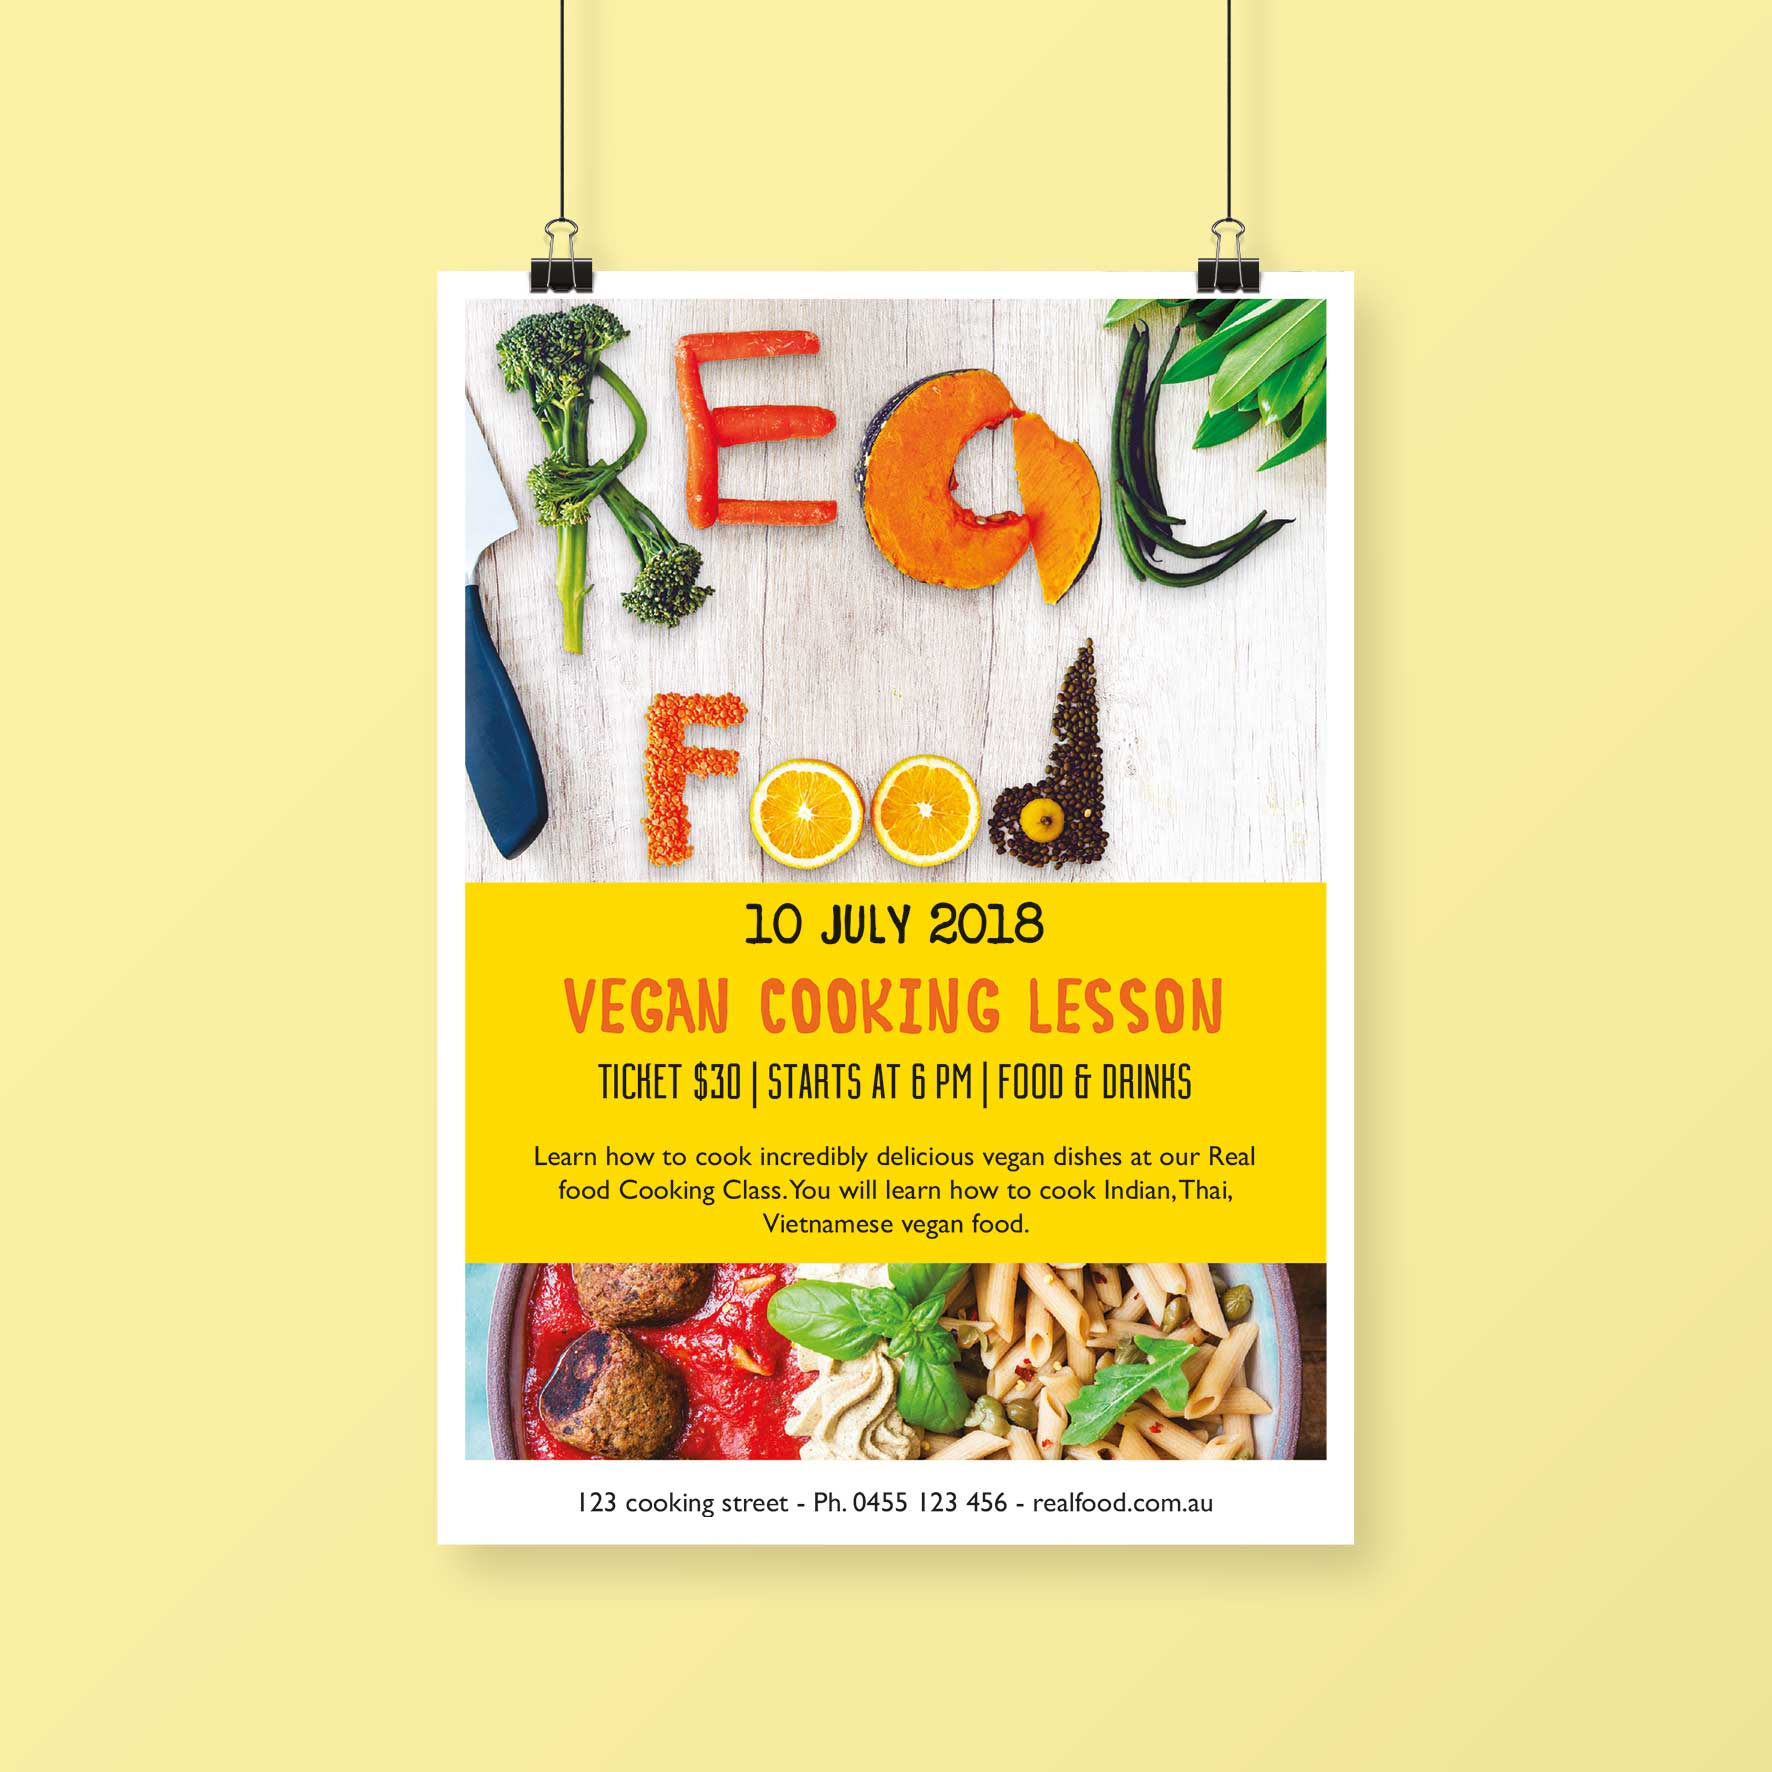 REaL
Food
10 JULY 2018
VEGAN COOKING LESSON
TICKET $30 | STARTS AT 6 PM | FOOD & DRINKS
Learn how to cook incredibly delicious vegan dishes at our Real
food Cooking Class. You will learn how to cook Indian, Thai,
Vietnamese vegan food.
123 cooking street - Ph. 0455 123 456 - realfood.com.au